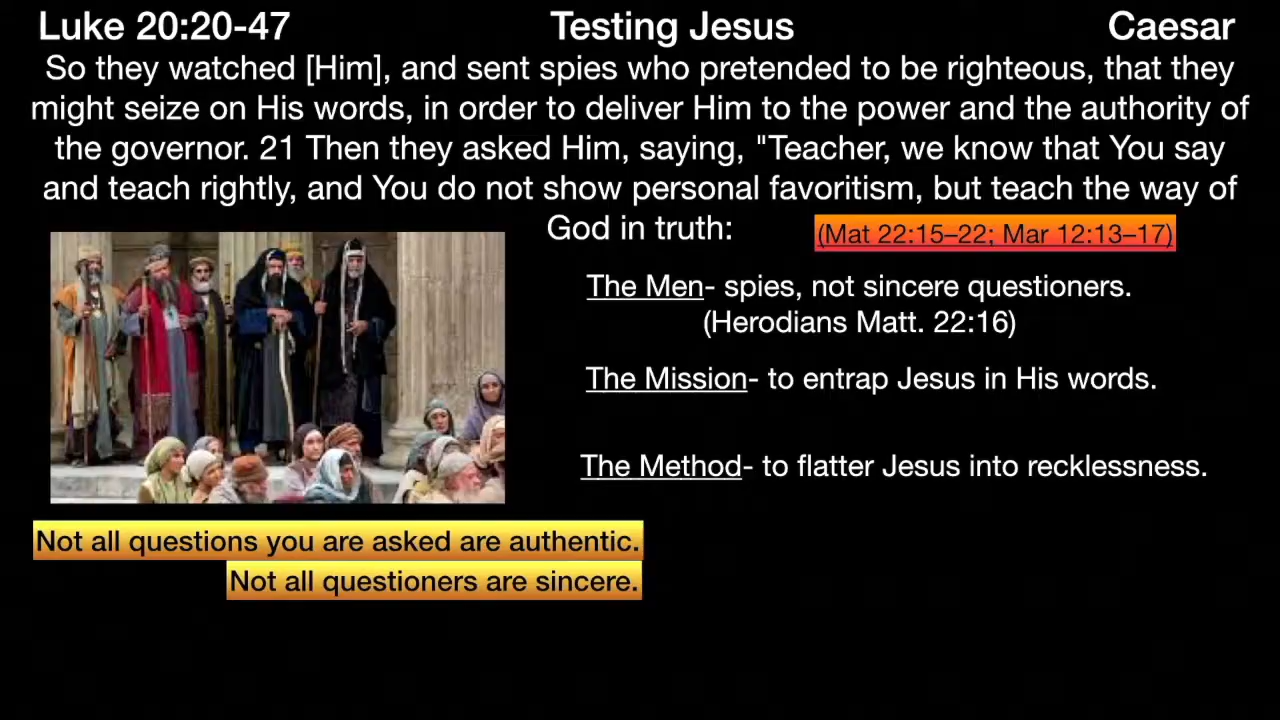 Luke 20:20-47 Testing Jesus Caesar
So they watched [Him], and sent spies who pretended to be righteous, that they
might seize on His words, in order to deliver Him to the power and the authority of
the governor. 21 Then they asked Him, saying, "Teacher, we know that You say
and teach rightly, and You do not show personal favoritism, but teach the way of
God in truth:
(Mat 22:15–22; Mar 12:13–17)
The Men- spies, not sincere questioners.
(Herodians Matt. 22:16)
The Mission- to entrap Jesus in His words.
The Method- to flatter Jesus into recklessness.
Not all questions you are asked are authentic.
Not all questioners are sincere.